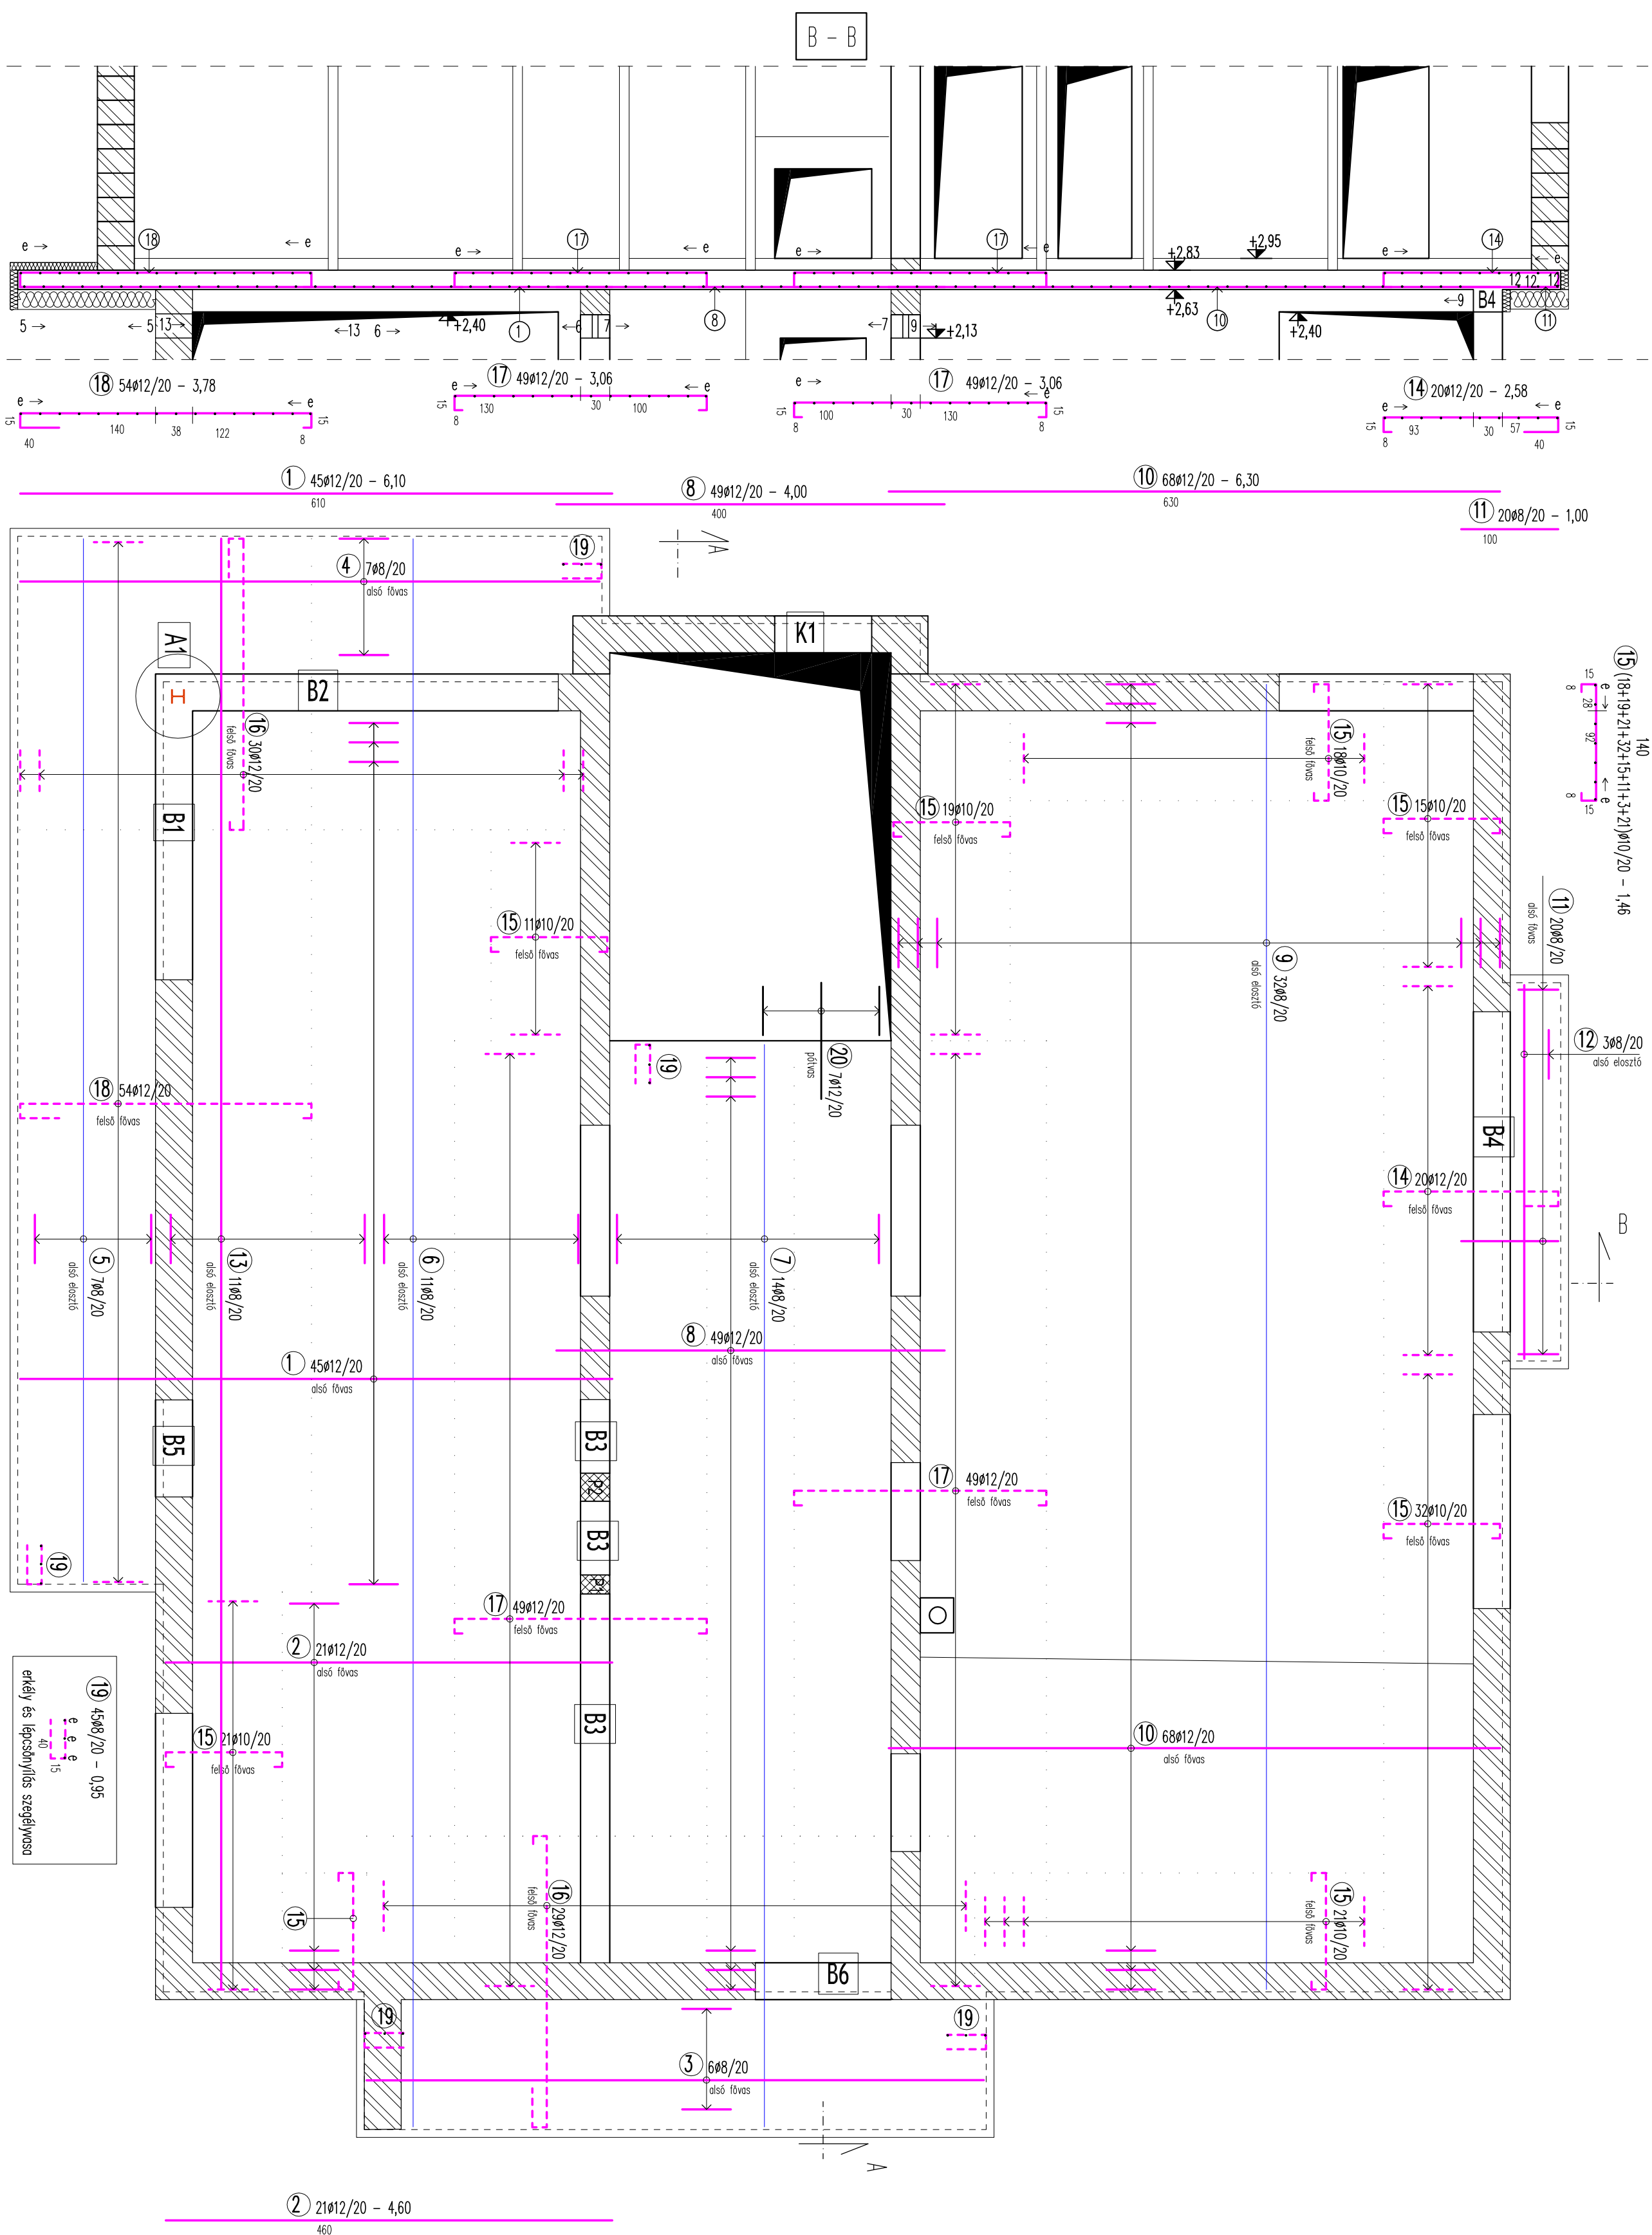 B - B
e → 18 ← e e → 17 ← e e → 17 ← e e → 14 ← e
+2,83 +2,95
12 12 12
5→ ←5 13→ ←13 6 → +2,40 1 ←6 7→ 8 ←7 9→ +2,13 +2,63 10 +2,40 ←9 B4 11
18 54ø12/20 - 3,78
e → ← e
15 40 140 38 122 8 15
17 49ø12/20 - 3,06
e → ← e
15 8 130 30 100
17 49ø12/20 - 3,06
e → ← e
15 8 100 30 130 8 15
14 20ø12/20 - 2,58
e → ← e
15 8 93 30 57 40 15
1 45ø12/20 - 6,10
610
8 49ø12/20 - 4,00
400
10 68ø12/20 - 6,30
630
11 20ø8/20 - 1,00
100
15 (18+19+21+32+15+11+3+21)ø10/20 - 1,46
140
15 8 e → 28 92 ← e 8 15
A
4 7ø8/20
alsó fővas
19
K1
A1
H
B2
16 30ø12/20
felső fővas
B1
15 18ø10/20
felső fővas
15 19ø10/20
felső fővas
15 15ø10/20
felső fővas
15 11ø10/20
felső fővas
11 20ø8/20
alsó fővas
9 32ø8/20
alsó elosztó
12 3ø8/20
alsó elosztó
20 7ø12/20
pótvas
19
18 54ø12/20
felső fővas
B4
14 20ø12/20
felső fővas
B
5 7ø8/20
alsó elosztó
13 11ø8/20
alsó elosztó
6 11ø8/20
alsó elosztó
7 14ø8/20
alsó elosztó
8 49ø12/20
alsó fővas
1 45ø12/20
alsó fővas
B5
B3
P2
B3
P1
17 49ø12/20
felső fővas
15 32ø10/20
felső fővas
19
17 49ø12/20
felső fővas
2 21ø12/20
alsó fővas
B3
15 21ø10/20
felső fővas
10 68ø12/20
alsó fővas
19 45ø8/20 - 0,95
e e e
40 15
erkély és lépcsőnyílás szegélyvasa
15
16 29ø12/20
felső fővas
15 21ø10/20
felső fővas
B6
19
19
3 6ø8/20
alsó fővas
A
2 21ø12/20 - 4,60
460